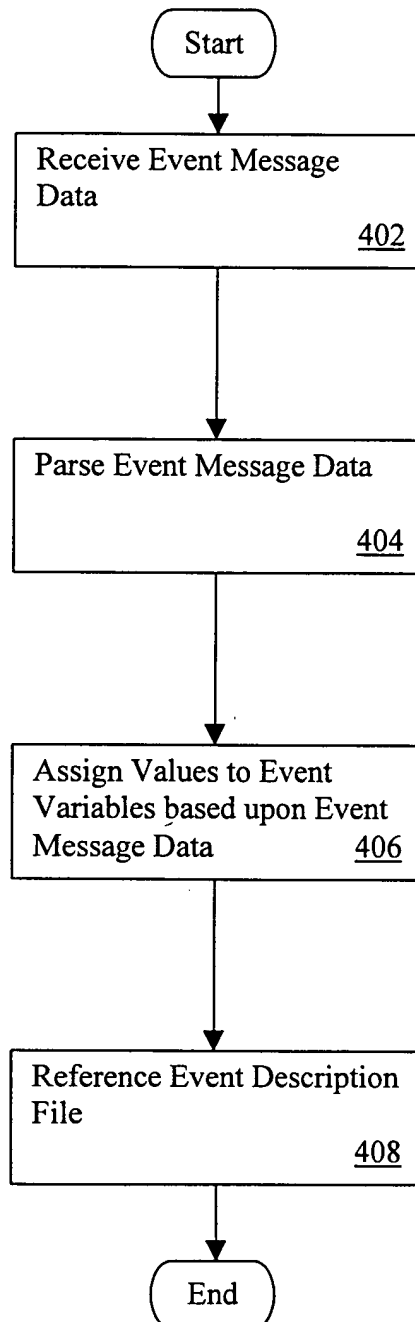 Start
Receive Event Message
Data
402
Parse Event Message Data
404
Assign Values to Event
Variables based upon Event
Message Data 406
Reference Event Description
File
408
End